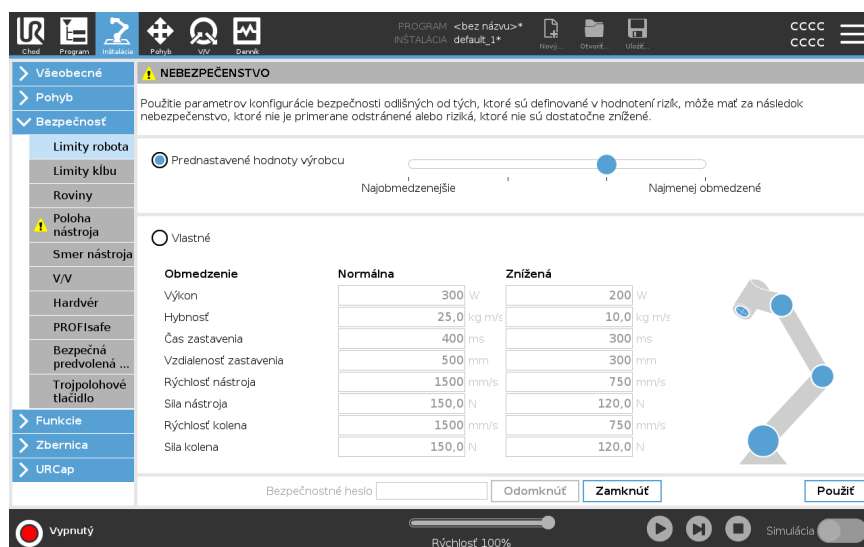 PROGRAM <bez názvu>*
INŠTALÁCIA default_1*
Chod Program Inštalácia Pohyb V/V Denník Nový... Otvoriť... Uložiť...
CCCC
CCCC
Všeobecné
Pohyb
Bezpečnosť
Limity robota
Limity kĺbu
Roviny
Poloha
nástroja
Smer nástroja
V/V
Hardvér
PROFIsafe
Bezpečná
predvolená ...
Trojpolohové
tlačidlo
Funkcie
Zbernica
URCap
NEBEZPEČENSTVO
Použitie parametrov konfigurácie bezpečnosti odlišných od tých, ktoré sú definované v hodnotení rizík, môže mať za následok
nebezpečenstvo, ktoré nie je primerane odstránené alebo riziká, ktoré nie sú dostatočne znížené.
Prednastavené hodnoty výrobcu
Najobmedzenejšie Najmenej obmedzené
Vlastné
Obmedzenie Normálna Znížená
Výkon 300 W 200 W
Hybnosť 25,0 kg m/s 10,0 kg m/s
Čas zastavenia 400 ms 300 ms
Vzdialenosť zastavenia 500 mm 300 mm
Rýchlosť nástroja 1500 mm/s 750 mm/s
Sila nástroja 150,0 N 120,0 N
Rýchlosť kolena 1500 mm/s 750 mm/s
Sila kolena 150,0 N 120,0 N
Bezpečnostné heslo Odomknúť Zamknúť Použiť
Vypnutý
Rýchlosť 100%
Simulácia